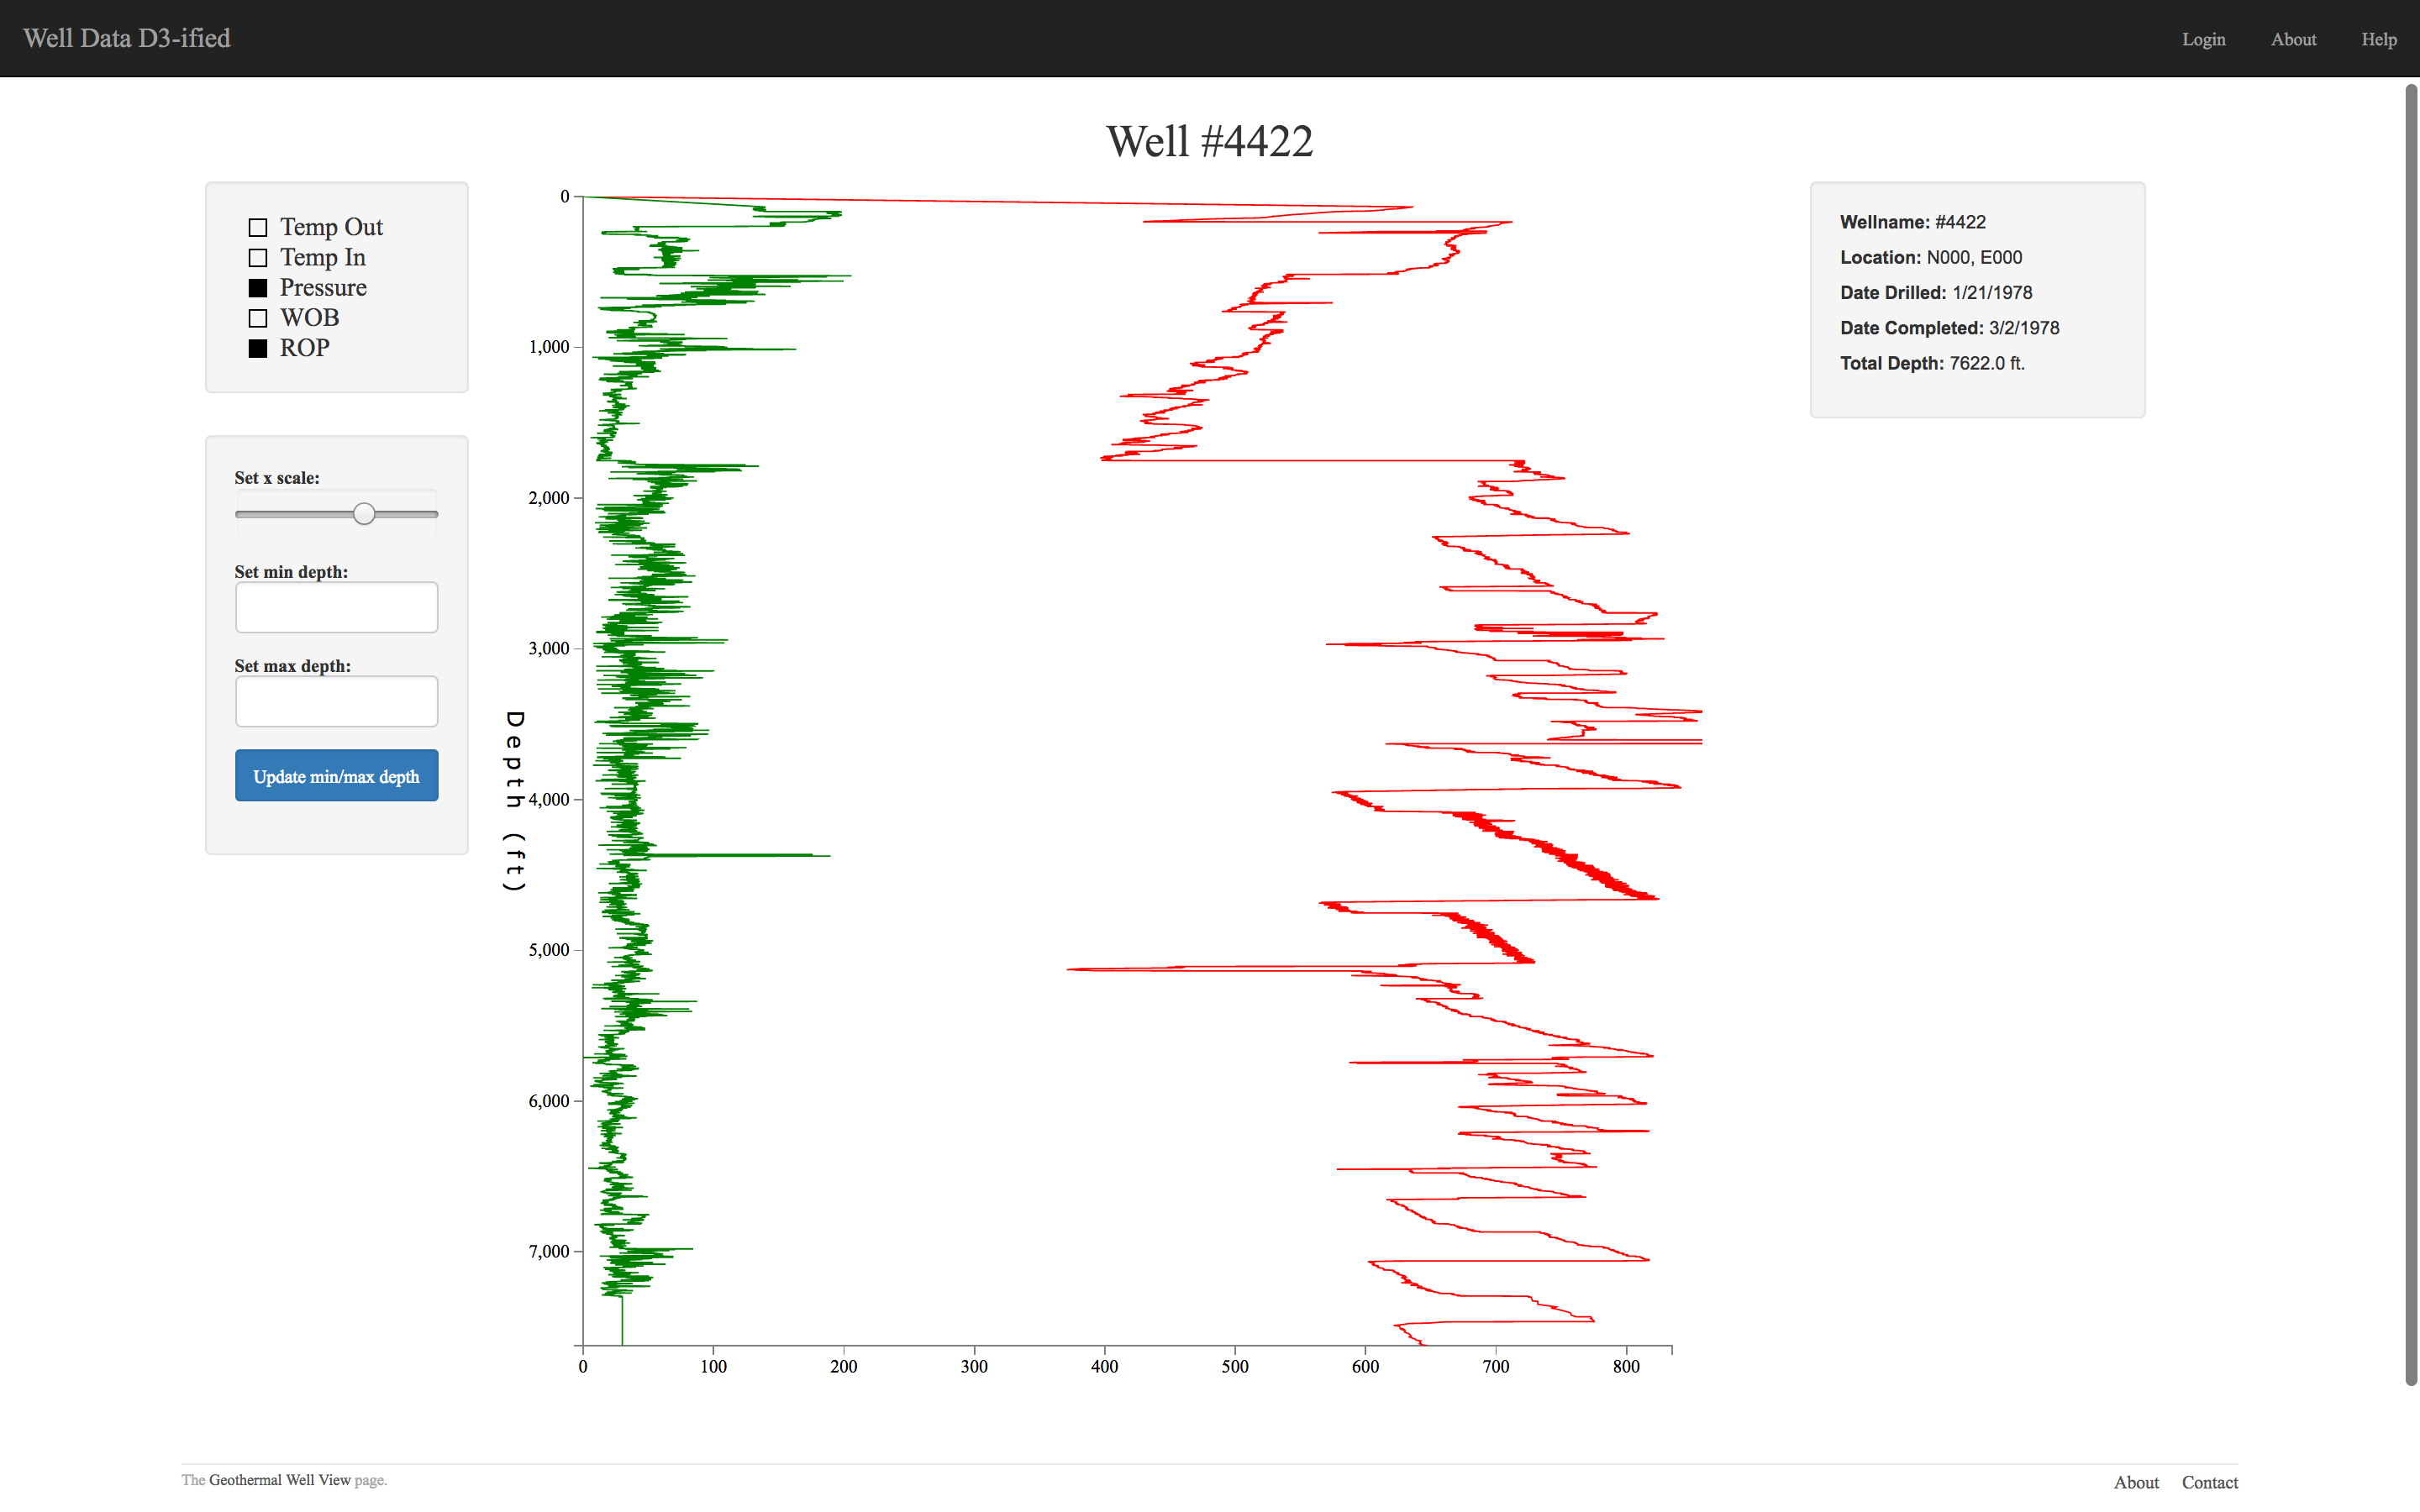 Well Data D3-ified
Login
About
Help
Well #4422
Temp Out
Temp In
Pressure
WOB
ROP
Set x scale:
Set min depth:
Set max depth:
Update min/max depth
Depth (ft)
0
1,000
2,000
3,000
4,000
5,000
6,000
7,000
0 100 200 300 400 500 600 700 800
Wellname: #4422
Location: N000, E000
Date Drilled: 1/21/1978
Date Completed: 3/2/1978
Total Depth: 7622.0 ft.
The Geothermal Well View page.
About
Contact